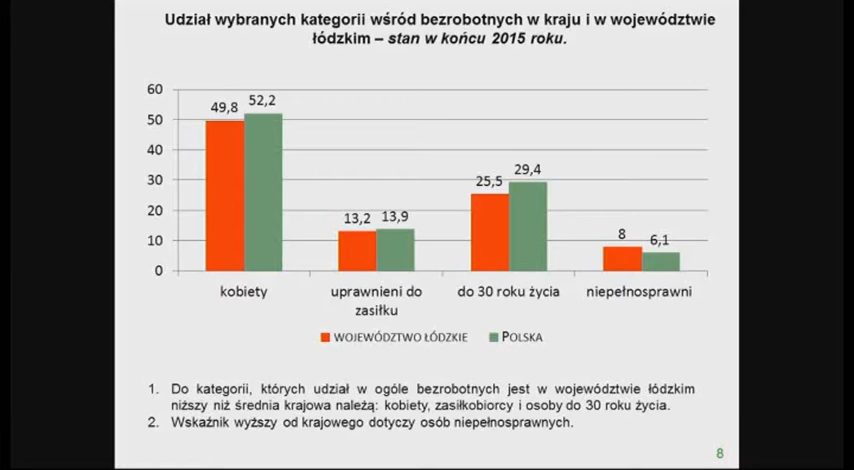 Udział wybranych kategorii wśród bezrobotnych w kraju i w województwie
łódzkim – stan w końcu 2015 roku.
60
50
40
30
20
10
0
49,8
52,2
13,2
13,9
25,5
29,4
8
6,1
kobiety
uprawnieni do
zasiłku
do 30 roku życia
niepełnosprawni
WOJEWÓDZTWO ŁÓDZKIE
POLSKA
1. Do kategorii, których udział w ogóle bezrobotnych jest w województwie łódzkim
niższy niż średnia krajowa należą: kobiety, zasiłkobiorcy i osoby do 30 roku życia.
2. Wskaźnik wyższy od krajowego dotyczy osób niepełnosprawnych.
8